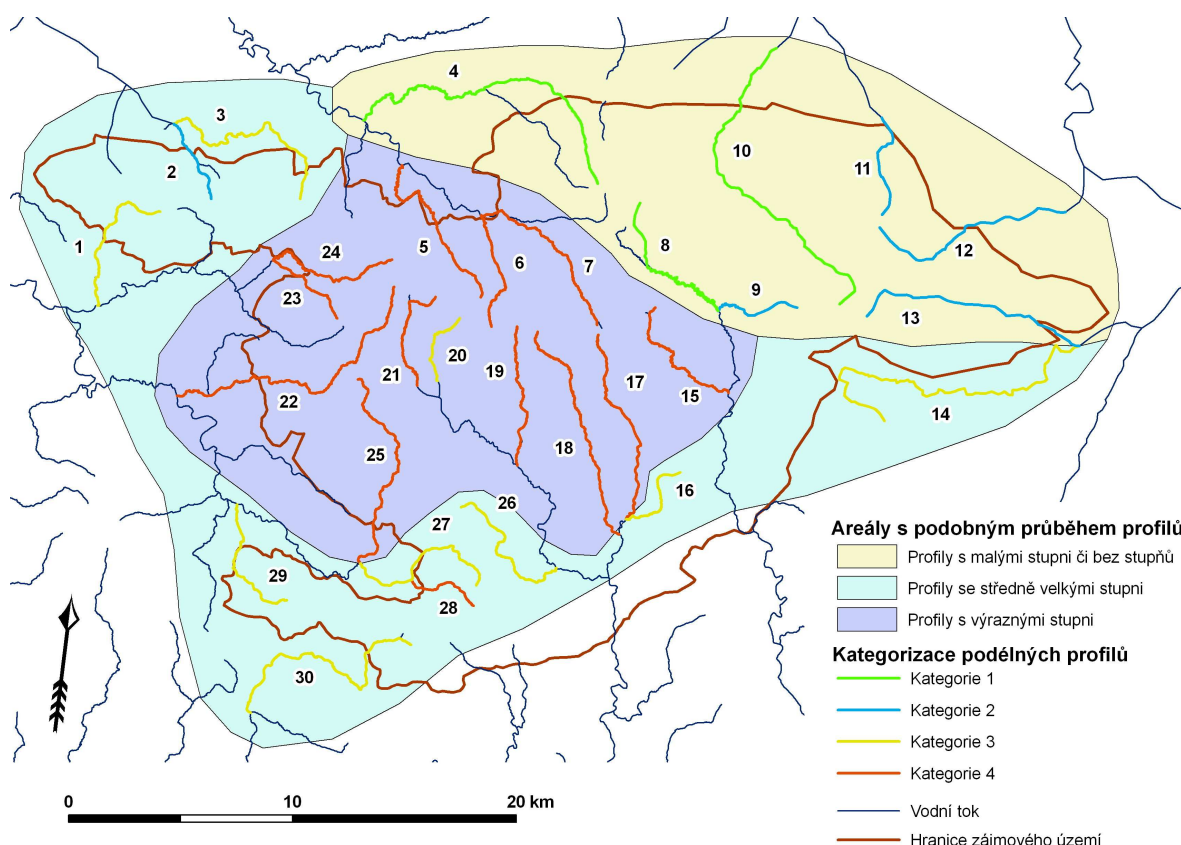 4
3
10
2
11
1
24
5
6
7
8
12
23
9
13
20
21
19
17
15
22
14
25
18
16
26
27
29
28
30
Areály s podobným průběhem profilů
Profily s malými stupni či bez stupňů
Profily se středně velkými stupni
Profily s výraznými stupni
Kategorizace podélných profilů
Kategorie 1
Kategorie 2
Kategorie 3
Kategorie 4
Vodní tok
Hranice zájmového území
0 10 20 km